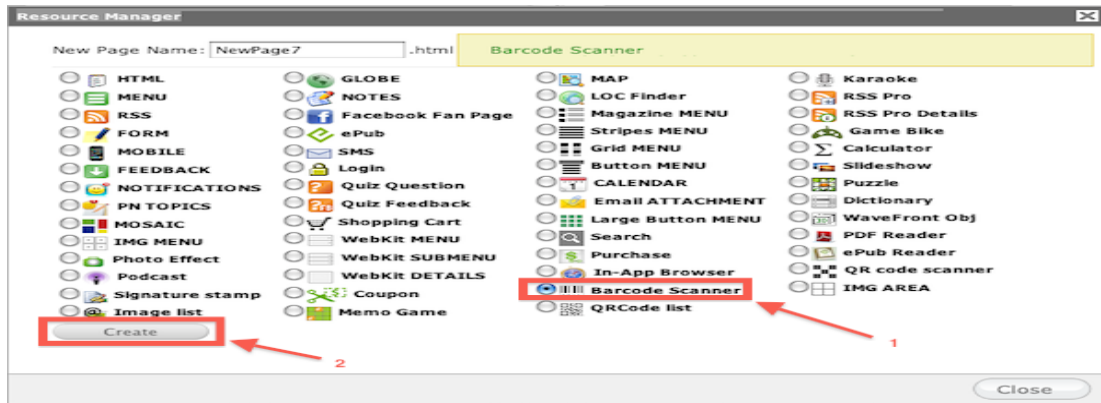 Resource Manager
New Page Name: NewPage7 .html Barcode Scanner
HTML GLOBE MAP Karaoke
MENU NOTES LOC Finder RSS Pro
RSS Facebook Fan Page Magazine MENU RSS Pro Details
FORM ePub Stripes MENU Game Bike
MOBILE SMS Grid MENU Calculator
FEEDBACK Login Button MENU Slideshow
NOTIFICATIONS Quiz Question CALENDAR Puzzle
PN TOPICS Quiz Feedback Email ATTACHMENT Dictionary
MOSAIC Shopping Cart Large Button MENU WaveFront Obj
IMG MENU WebKit MENU Search PDF Reader
Photo Effect WebKit SUBMENU Purchase ePub Reader
Podcast WebKit DETAILS In-App Browser QR code scanner
Signature stamp Coupon Barcode Scanner IMG AREA
Image list Memo Game QRCode list
Create
1
2
Close